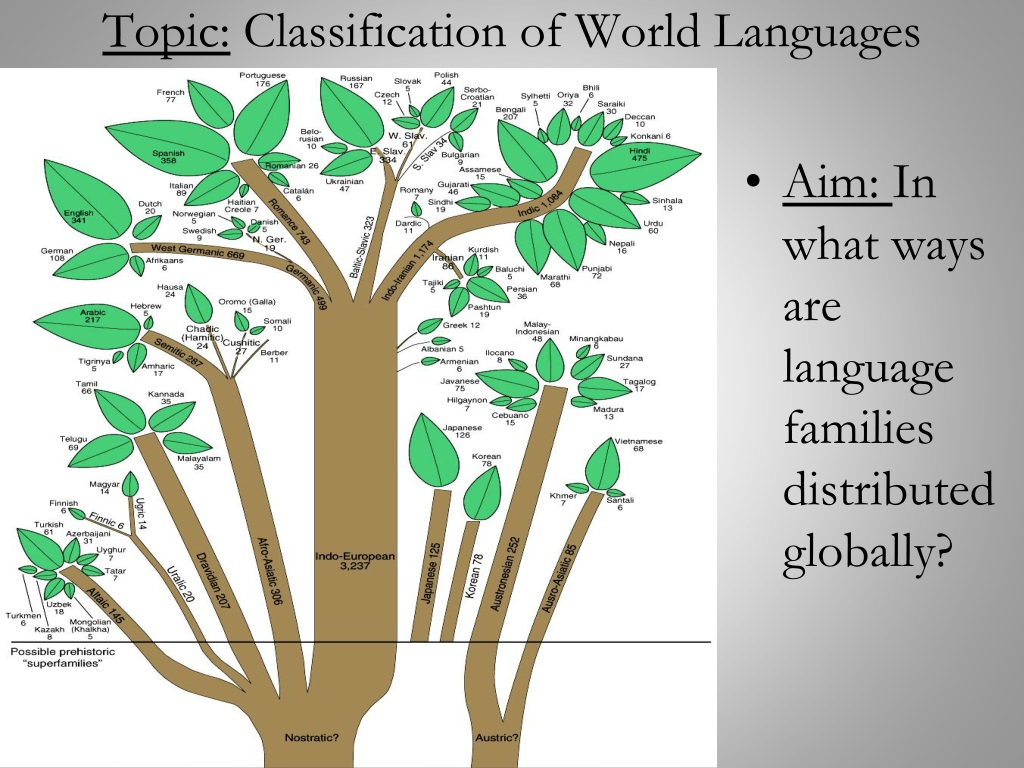 Topic: Classification of World Languages
• Aim: In
what ways
are
language
families
distributed
globally?
French
77
Portuguese
176
Spanish
358
Italian
89
Romanian 26
Catalán
6
Haitian
Creole 7
Romance 743
English
341
Dutch
20
German
108
Afrikaans
6
Norwegian
5
Swedish
9
Danish
5
N. Ger.
19
West Germanic 669
Germanic 499
Russian
167
Belo-
rusian
10
Ukrainian
47
E. Slav.
334
Czech
12
Slovak
5
Polish
44
W. Slav.
61
Serbo-
Croatian
21
Bulgarian
9
S. Slav 34
Baltic-Slavic 323
Bengali
207
Sylhetti
5
Oriya
32
Bhili
6
Saraiki
30
Deccan
10
Konkani 6
Hindi
475
Sinhala
13
Urdu
60
Nepali
16
Punjabi
72
Marathi
68
Assamese
15
Gujarati
46
Sindhi
19
Romany
7
Dardic
11
Indic 1,084
Indo-Iranian 1,174
Iranian
86
Kurdish
11
Baluchi
5
Persian
36
Pashtun
19
Tajiki
5
Greek 12
Albanian 5
Armenian
6
Indo-European
3,237
Arabic
217
Hebrew
5
Tigrinya
5
Amharic
17
Semitic 287
Hausa
24
Chadic
(Hamitic)
24
Oromo (Galla)
15
Somali
10
Cushitic
27
Berber
11
Afro-Asiatic 306
Tamil
66
Kannada
35
Telugu
69
Malayalam
35
Dravidian 207
Magyar
14
Ugric 14
Finnish
6
Finnic 6
Uralic 20
Turkish
61
Azerbaijani
31
Uyghur
7
Tatar
7
Uzbek
18
Mongolian
(Khalkha)
5
Kazakh
8
Turkmen
6
Altaic 145
Japanese
126
Japanese 125
Korean
78
Korean 78
Malay-
Indonesian
48
Minangkabau
6
Sundana
27
Tagalog
17
Madura
13
Ilocano
8
Javanese
75
Hilgaynon
7
Cebuano
15
Austronesian 252
Vietnamese
68
Khmer
7
Santali
6
Ausro-Asiatic 85
Possible prehistoric
"superfamilies"
Nostratic?
Austric?